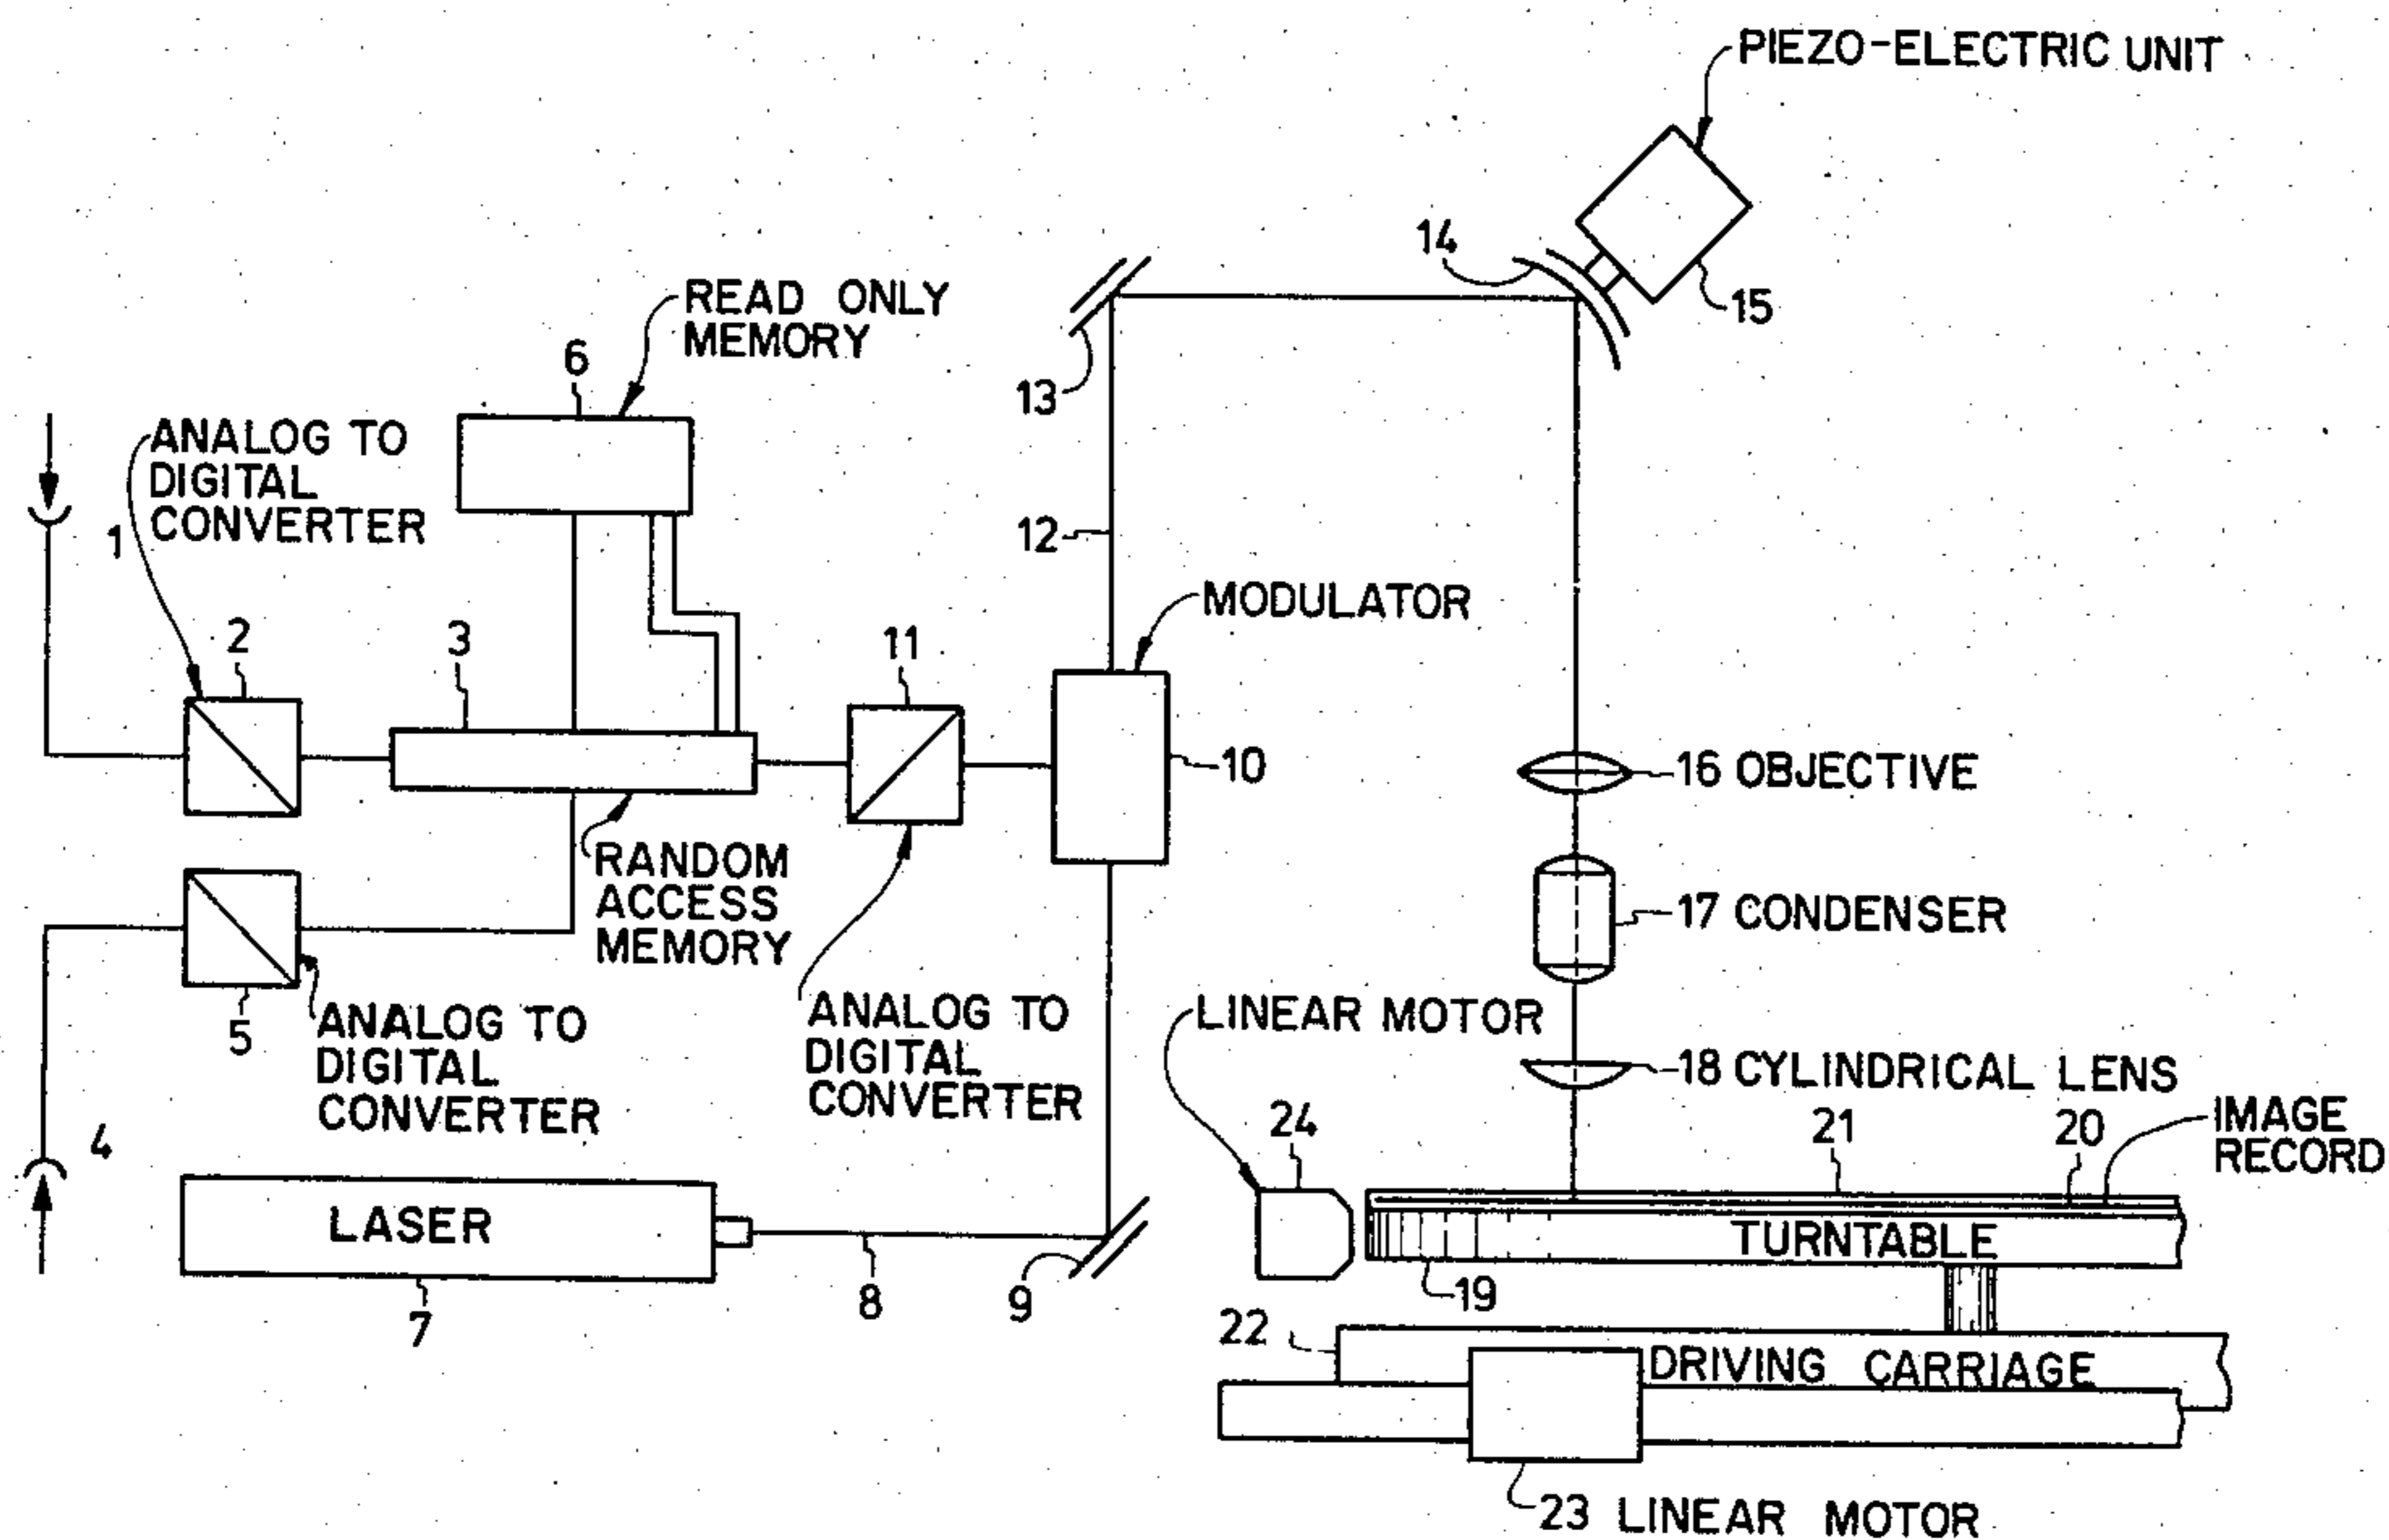 PIEZO-ELECTRIC UNIT
14
15
READ ONLY
MEMORY
6
13
ANALOG TO
DIGITAL
CONVERTER
1
12
MODULATOR
2
3
11
10
16 OBJECTIVE
RANDOM
ACCESS
MEMORY
17 CONDENSER
5
ANALOG TO
DIGITAL
CONVERTER
ANALOG TO
DIGITAL
CONVERTER
LINEAR MOTOR
18 CYLINDRICAL LENS
4
24
21
20
IMAGE
RECORD
LASER
TURNTABLE
7
8
9
19
22
DRIVING CARRIAGE
23 LINEAR MOTOR